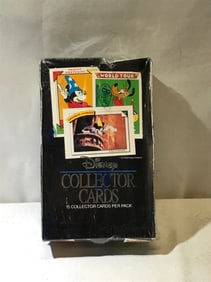 WORLD TOUR
Disney
COLLECTOR
CARDS
15 COLLECTOR CARDS PER PACK